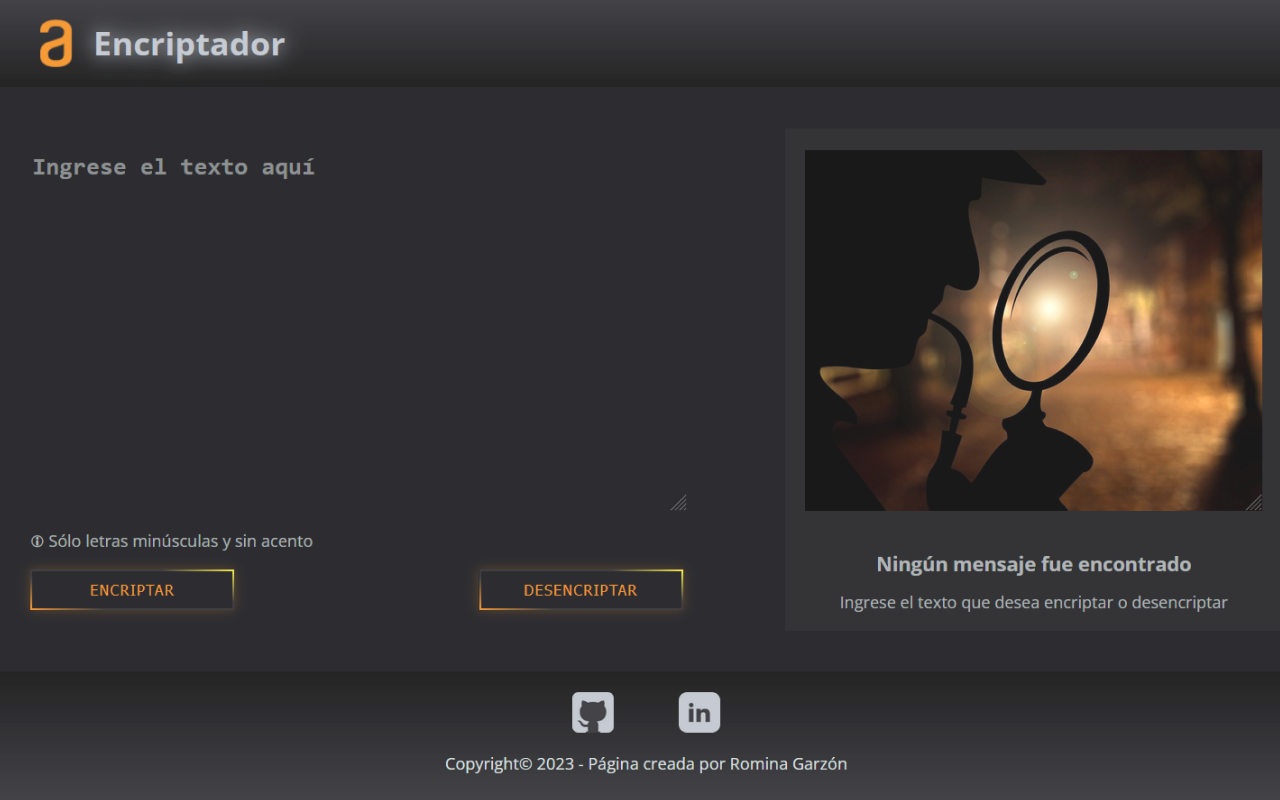 a Encriptador
Ingrese el texto aquí
Sólo letras minúsculas y sin acento
ENCRIPTAR
DESENCRIPTAR
Ningún mensaje fue encontrado
Ingrese el texto que desea encriptar o desencriptar
in
Copyright© 2023 - Página creada por Romina Garzón